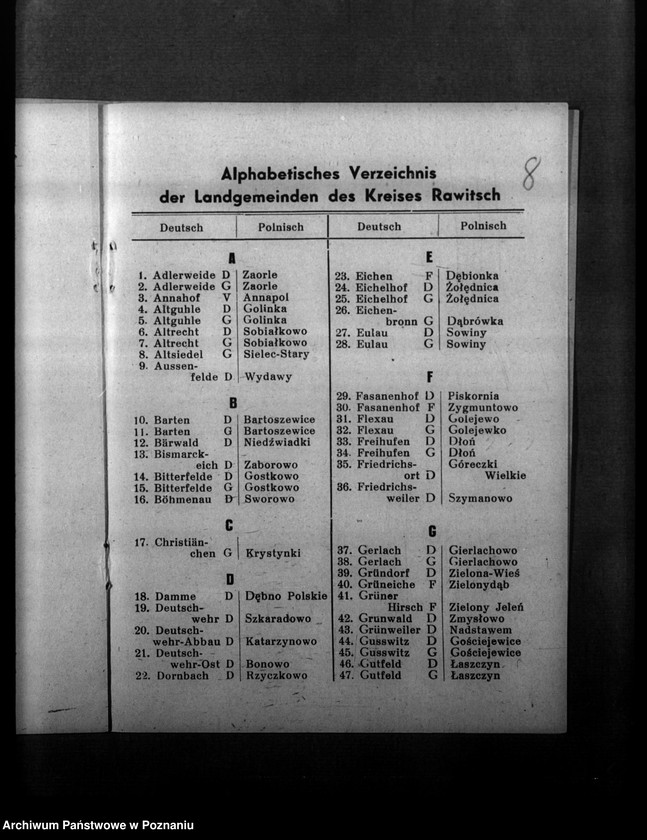 8
Alphabetisches Verzeichnis
der Landgemeinden des Kreises Rawitsch
Deutsch Polnisch
A
1. Adlerweide D Zaorle
2. Adlerweide G Zaorle
3. Annahof V Annapol
4. Altguhle D Golinka
5. Altguhle G Golinka
6. Altrecht D Sobiałkowo
7. Altrecht G Sobiałkowo
8. Altsiedel G Sielec-Stary
9. Aussen-
felde D Wydawy
B
10. Barten D Bartoszewice
11. Barten G Bartoszewice
12. Bärwald D Niedźwiadki
13. Bismarck-
eich D Zaborowo
14. Bitterfelde D Gostkowo
15. Bitterfelde G Gostkowo
16. Böhmenau D Sworowo
C
17. Christiän-
chen G Krystynki
D
18. Damme D Dębno Polskie
19. Deutsch-
wehr D Szkaradowo
20. Deutsch-
wehr-Abbau D Katarzynowo
21. Deutsch-
wehr-Ost D Bonowo
22. Dornbach D Rzyczkowo
Deutsch Polnisch
E
23. Eichen F Dębionka
24. Eichelhof D Żołędnica
25. Eichelhof G Żołędnica
26. Eichen-
bronn G Dąbrówka
27. Eulau D Sowiny
28. Eulau G Sowiny
F
29. Fasanenhof D Piskornia
30. Fasanenhof F Zygmuntowo
31. Flexau D Golejewo
32. Flexau G Golejewko
33. Freihufen D Dłoń
34. Freihufen G Dłoń
35. Friedrichs- Góreczki
ort D Wielkie
36. Friedrichs-
weiler D Szymanowo
G
37. Gerlach D Gierlachowo
38. Gerlach G Gierlachowo
39. Gründorf D Zielona-Wieś
40. Grüneiche F Zielonydąb
41. Grüner
Hirsch F Zielony Jeleń
42. Grunwald D Zmysłowo
43. Grünweiler D Nadstawem
44. Gusswitz D Gościejewice
45. Gusswitz G Gościejewice
46. Gutfeld D Łaszczyn
47. Gutfeld G Łaszczyn
Archiwum Państwowe w Poznaniu